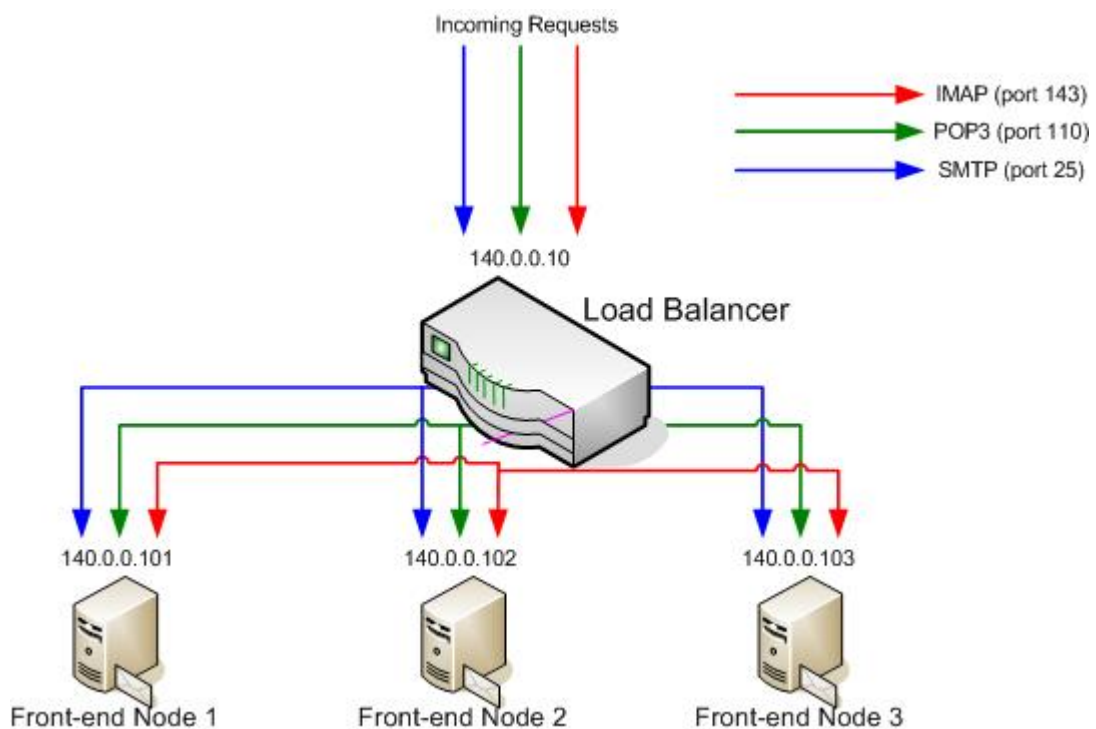 Incoming Requests
IMAP (port 143)
POP3 (port 110)
SMTP (port 25)
140.0.0.10
Load Balancer
140.0.0.101
140.0.0.102
140.0.0.103
Front-end Node 1
Front-end Node 2
Front-end Node 3